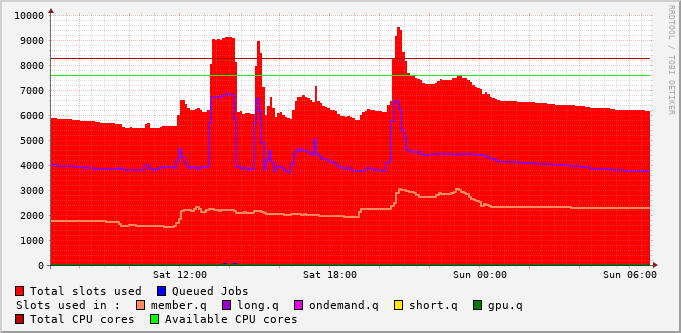 10000
9000
8000
7000
6000
5000
4000
3000
2000
1000
0
Sat 12:00 Sat 18:00 Sun 00:00 Sun 06:00
RRDTOOL / TOBI OETIKER
Total slots used Queued Jobs
Slots used in : member.q long.q ondemand.q short.q gpu.q
Total CPU cores Available CPU cores